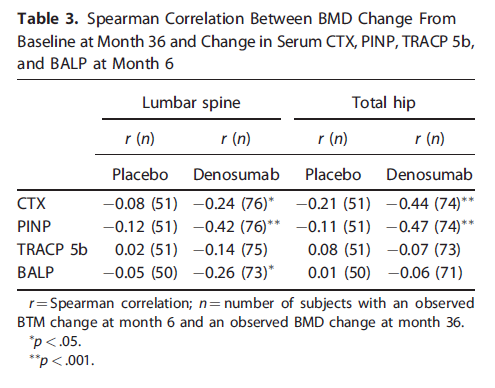 Table 3. Spearman Correlation Between BMD Change From
Baseline at Month 36 and Change in Serum CTX, PINP, TRACP 5b,
and BALP at Month 6
Lumbar spine Total hip
r (n) r (n) r (n) r (n)
Placebo Denosumab Placebo Denosumab
CTX −0.08 (51) −0.24 (76)* −0.21 (51) −0.44 (74)**
PINP −0.12 (51) −0.42 (76)** −0.11 (51) −0.47 (74)**
TRACP 5b 0.02 (51) −0.14 (75) 0.08 (51) −0.07 (73)
BALP −0.05 (50) −0.26 (73)* 0.01 (50) −0.06 (71)
r = Spearman correlation; n = number of subjects with an observed
BTM change at month 6 and an observed BMD change at month 36.
*p < .05.
**p < .001.